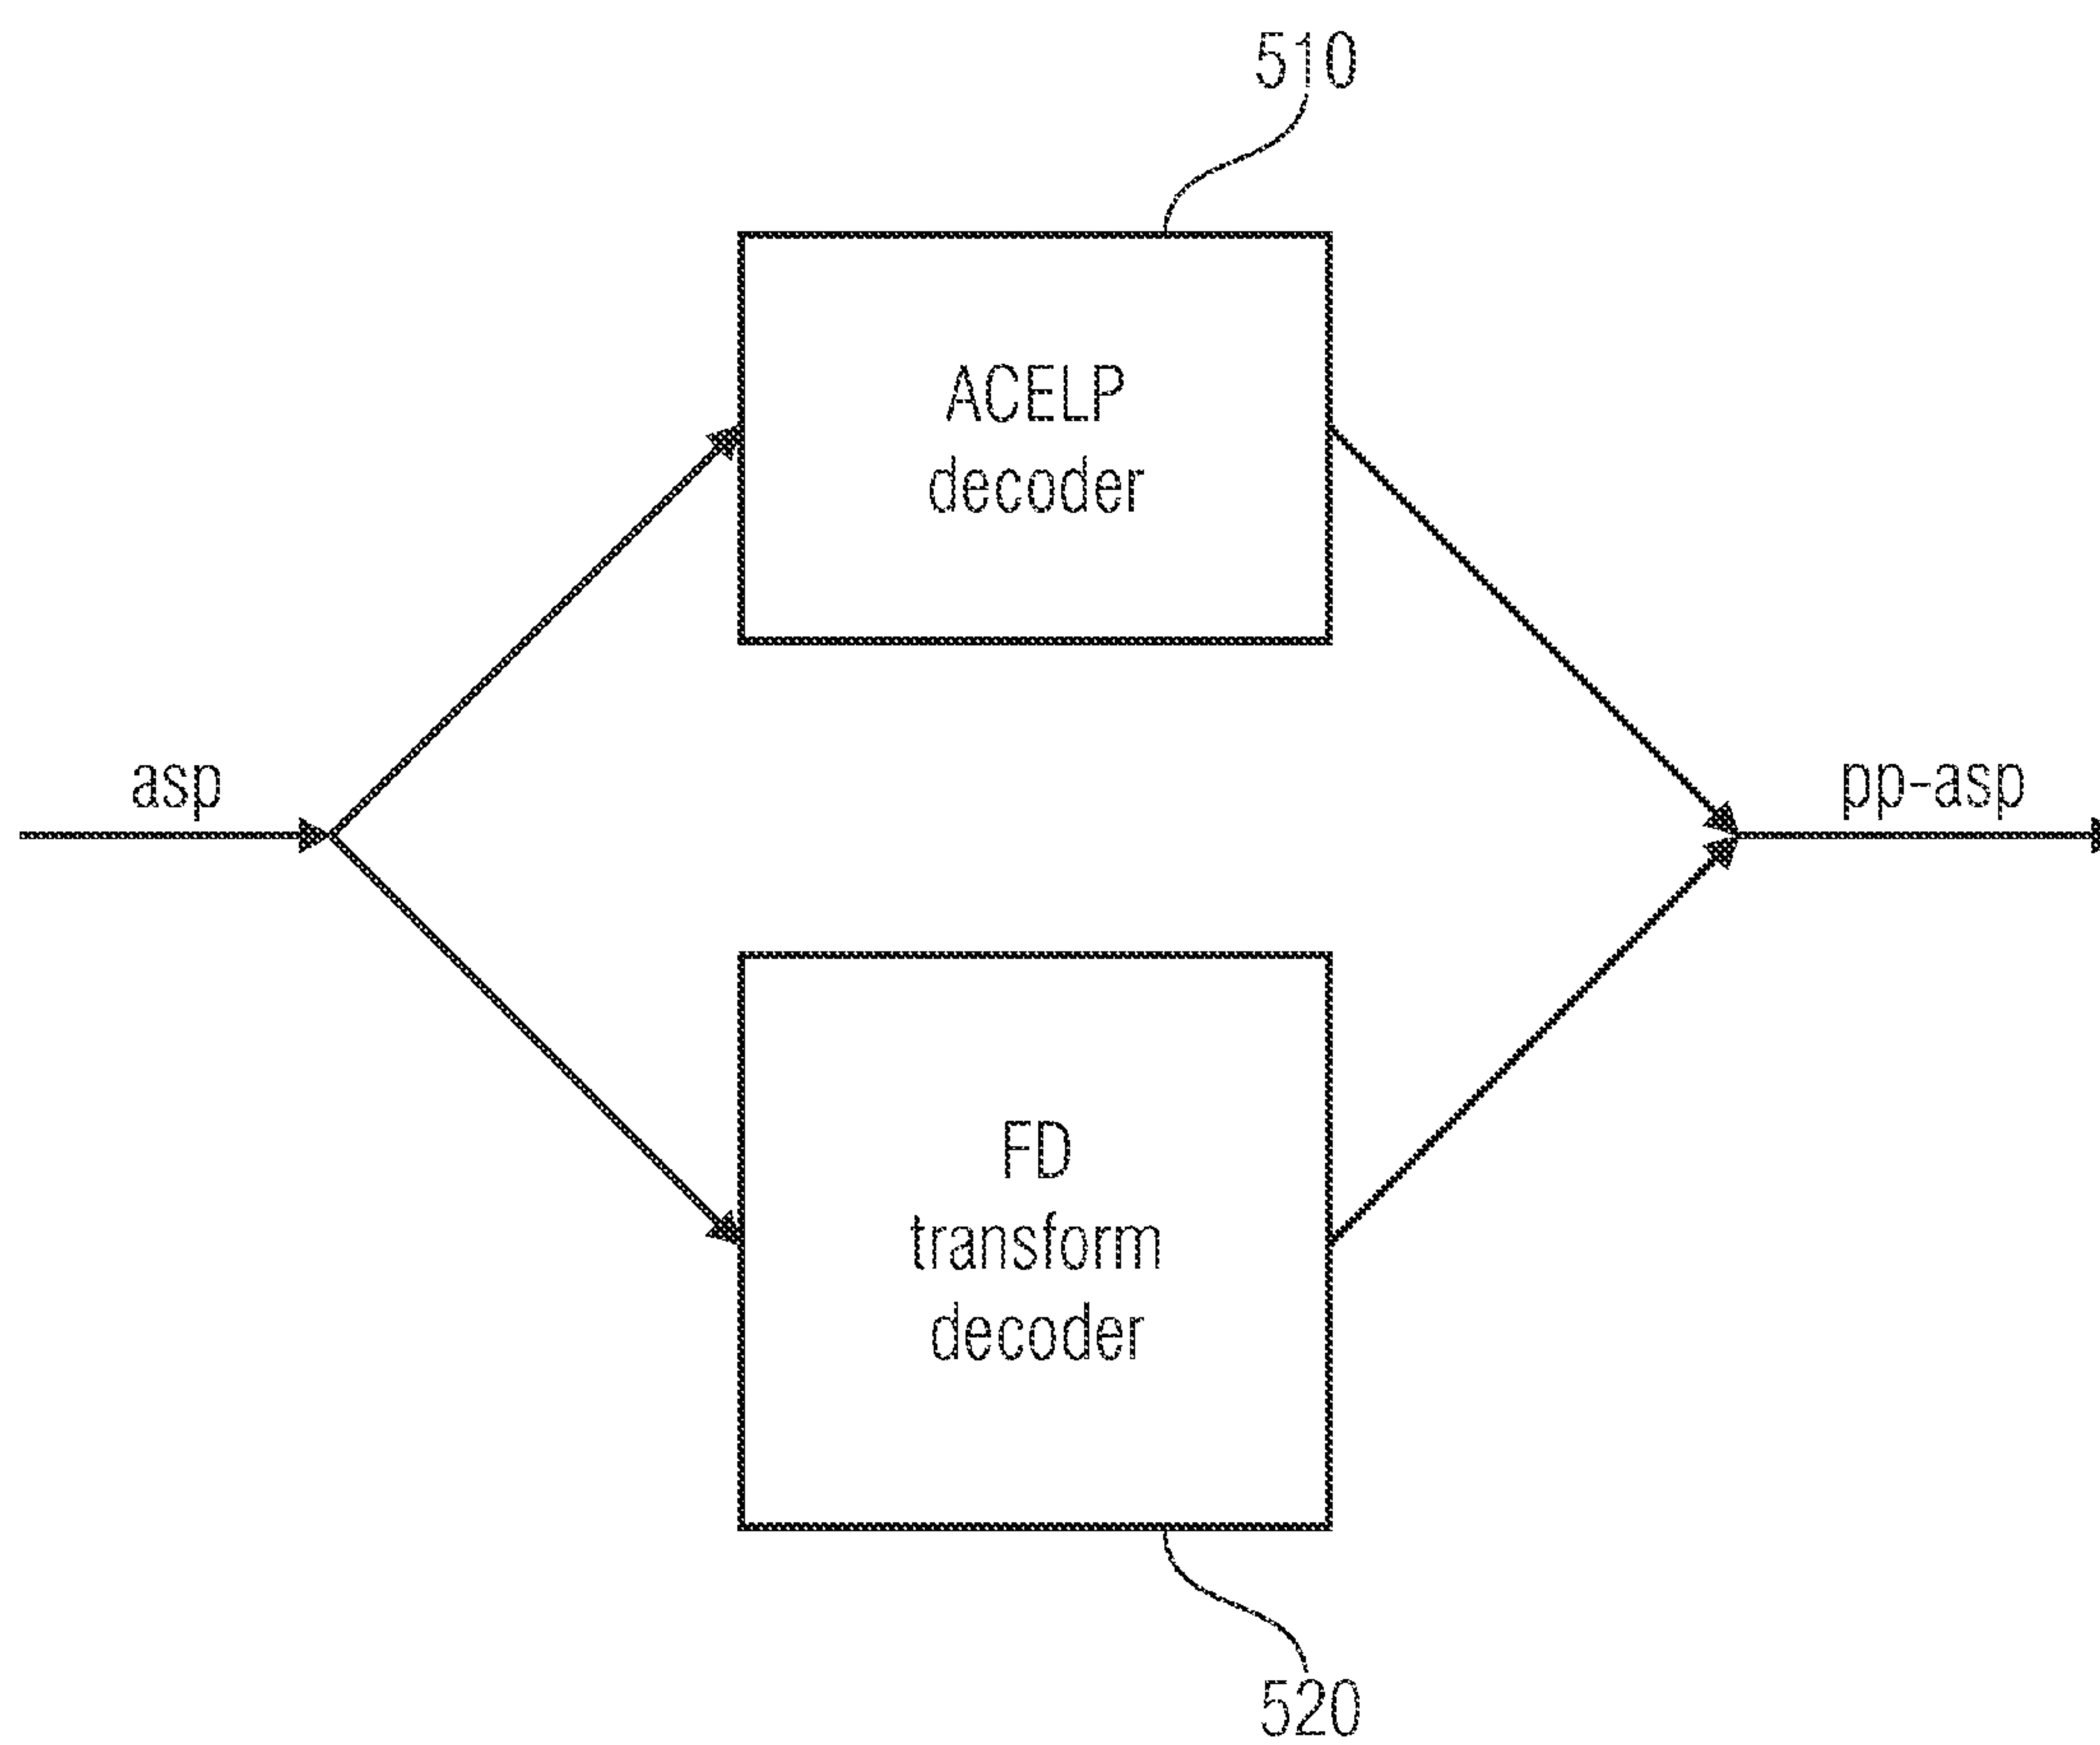 510
ACELP
decoder
asp
pp-asp
FD
transform
decoder
520